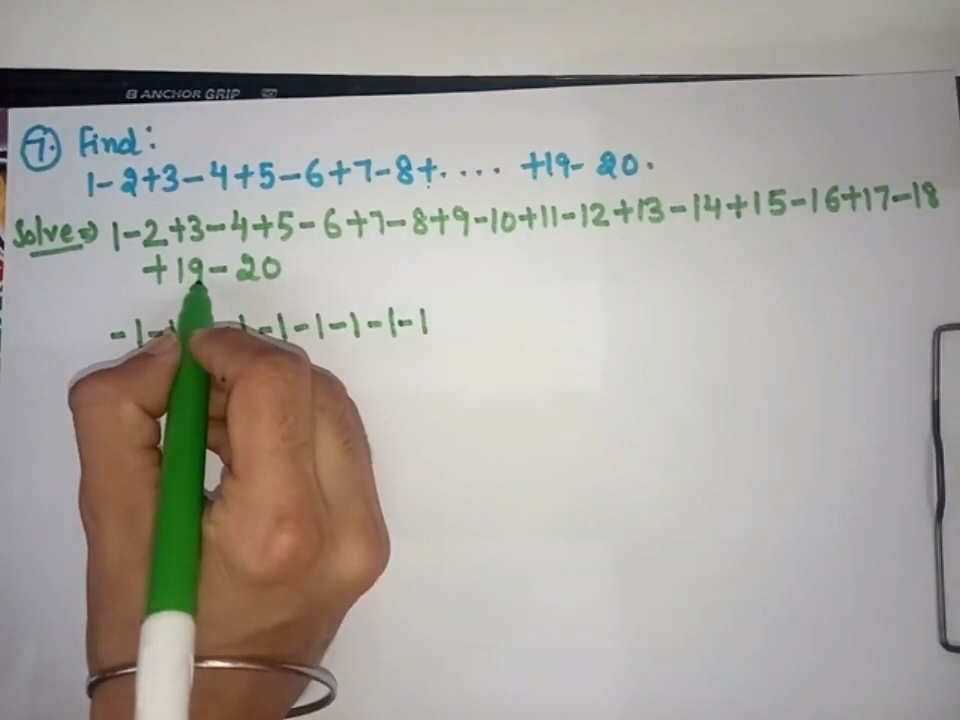 ANCHOR GRIP
7. Find:
1-2+3-4+5-6+7-8+..... +19-20.
Solve⇒ 1-2+3-4+5-6+7-8+9-10+11-12+13-14+15-16+17-18
+19-20
-1-1 -1-1-1-1-1-1